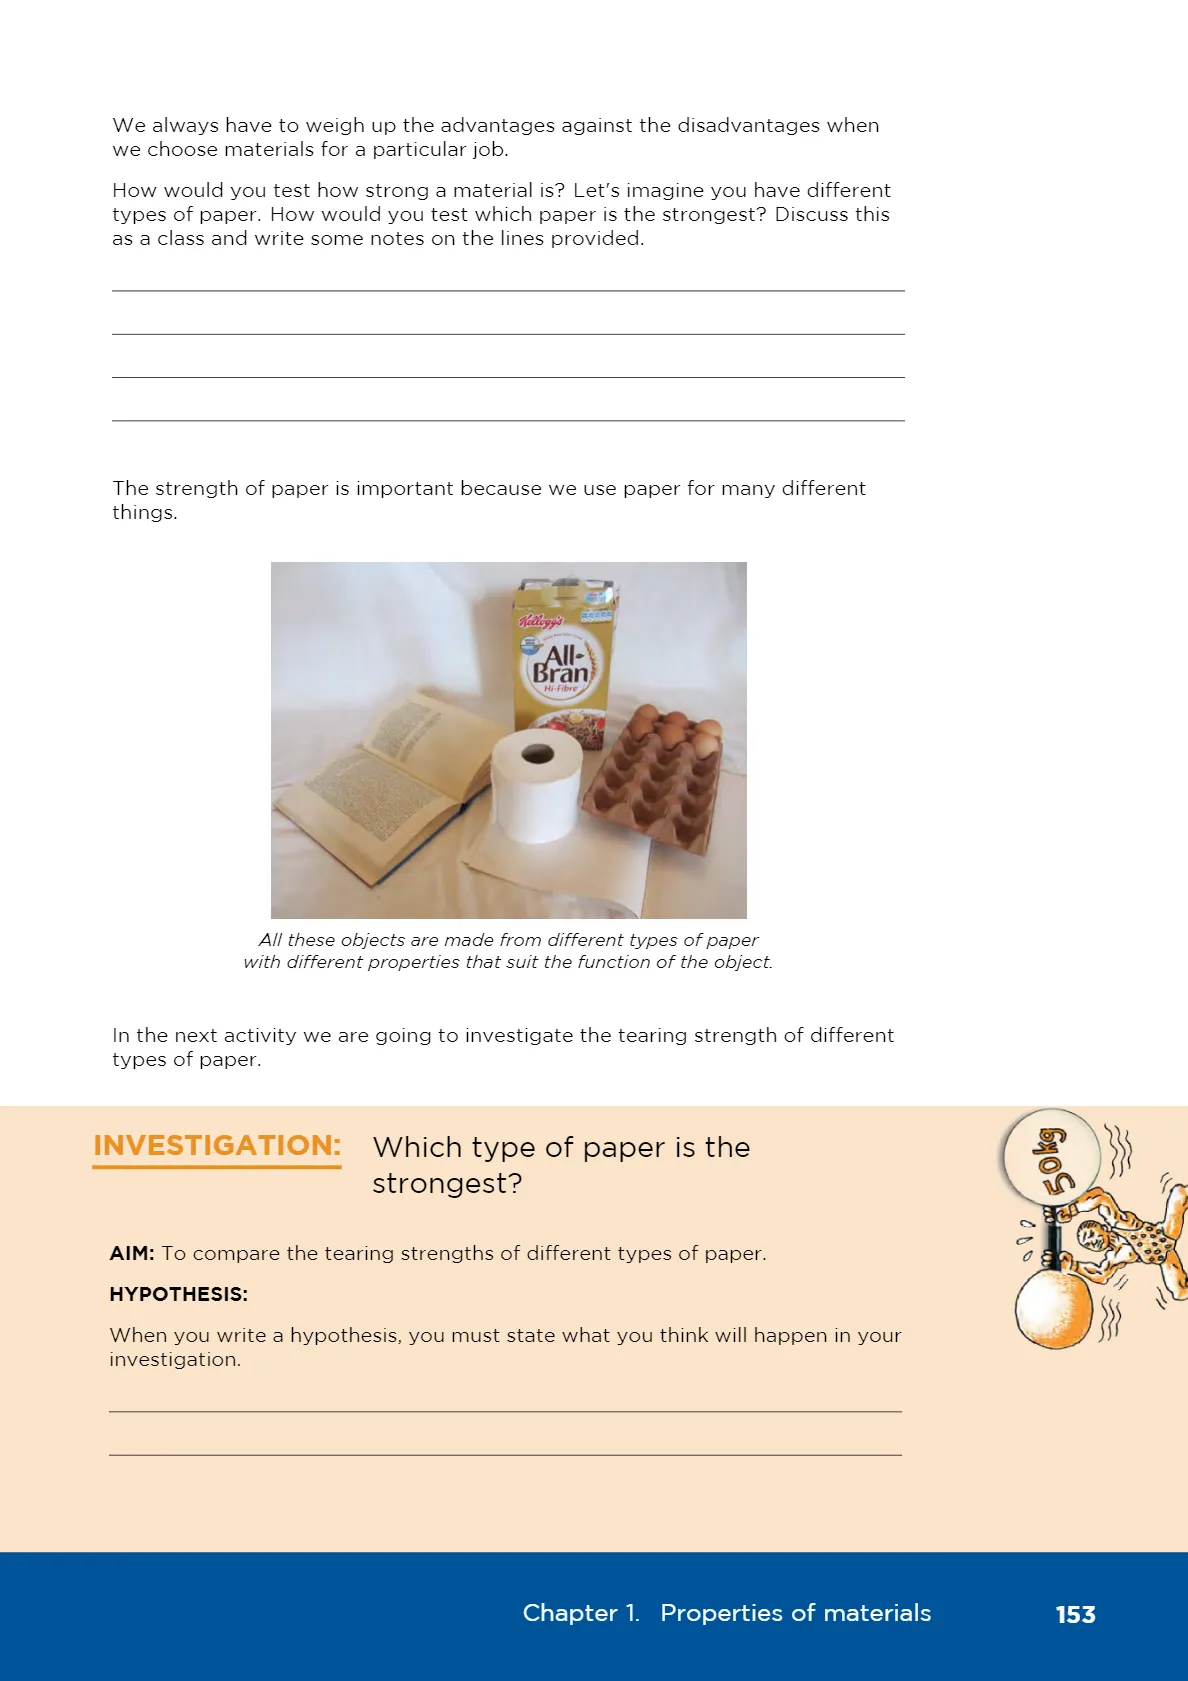 We always have to weigh up the advantages against the disadvantages when
we choose materials for a particular job.
How would you test how strong a material is? Let's imagine you have different
types of paper. How would you test which paper is the strongest? Discuss this
as a class and write some notes on the lines provided.
The strength of paper is important because we use paper for many different
things.
Kellogg's
All-
Bran
Hi-Fibre
All these objects are made from different types of paper
with different properties that suit the function of the object.
In the next activity we are going to investigate the tearing strength of different
types of paper.
INVESTIGATION: Which type of paper is the
strongest?
50kg
AIM: To compare the tearing strengths of different types of paper.
HYPOTHESIS:
When you write a hypothesis, you must state what you think will happen in your
investigation.
Chapter 1. Properties of materials 153